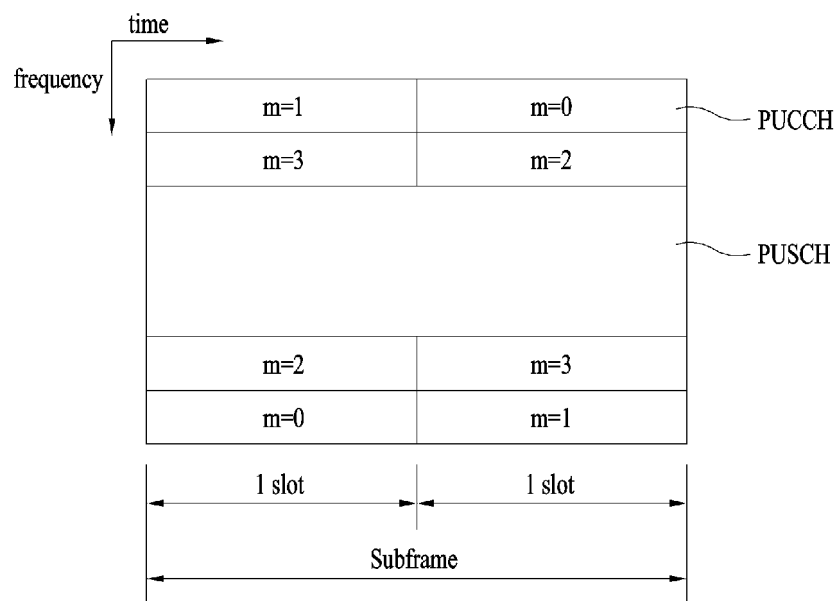 time
frequency
m=1 m=0
PUCCH
m=3 m=2
PUSCH
m=2 m=3
m=0 m=1
1 slot 1 slot
Subframe